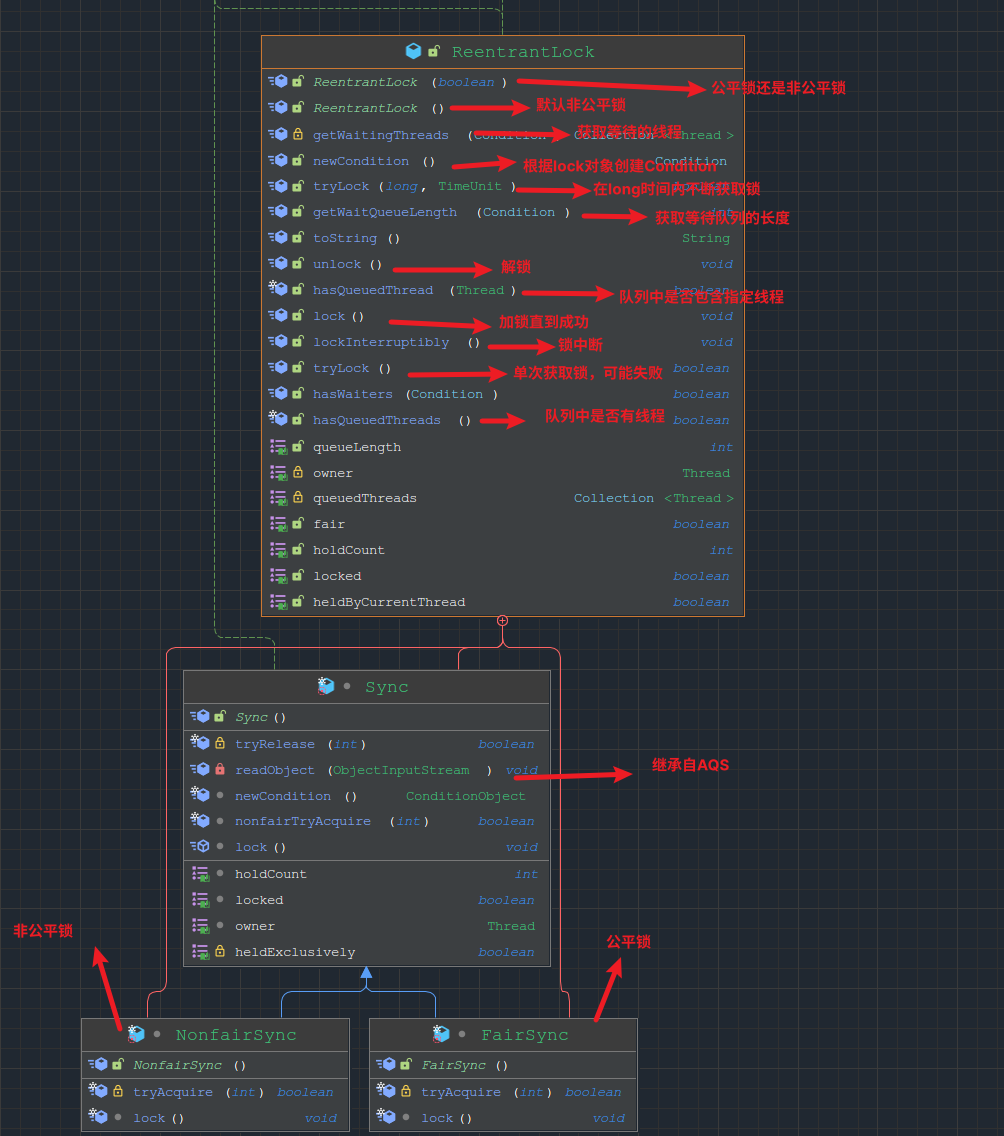 ReentrantLock
ReentrantLock (boolean) 公平锁还是非公平锁
ReentrantLock () 默认非公平锁
getWaitingThreads (Condition 获取等待的线程 Collection <Thread>
newCondition () 根据lock对象创建Condition Condition
tryLock (long, TimeUnit) 在long时间内不断获取锁 boolean
getWaitQueueLength (Condition) 获取等待队列的长度 int
toString () String
unlock () 解锁 void
hasQueuedThread (Thread) 队列中是否包含指定线程 boolean
lock () 加锁直到成功 void
lockInterruptibly () 锁中断 void
tryLock () 单次获取锁，可能失败 boolean
hasWaiters (Condition) boolean
hasQueuedThreads () 队列中是否有线程 boolean
queueLength int
owner Thread
queuedThreads Collection <Thread>
fair boolean
holdCount int
locked boolean
heldByCurrentThread boolean
Sync
Sync ()
tryRelease (int) boolean
readObject (ObjectInputStream) void 继承自AQS
newCondition () ConditionObject
nonfairTryAcquire (int) boolean
lock () void
holdCount int
locked boolean
owner Thread
heldExclusively boolean
非公平锁
公平锁
NonfairSync
NonfairSync ()
tryAcquire (int) boolean
lock () void
FairSync
FairSync ()
tryAcquire (int) boolean
lock () void